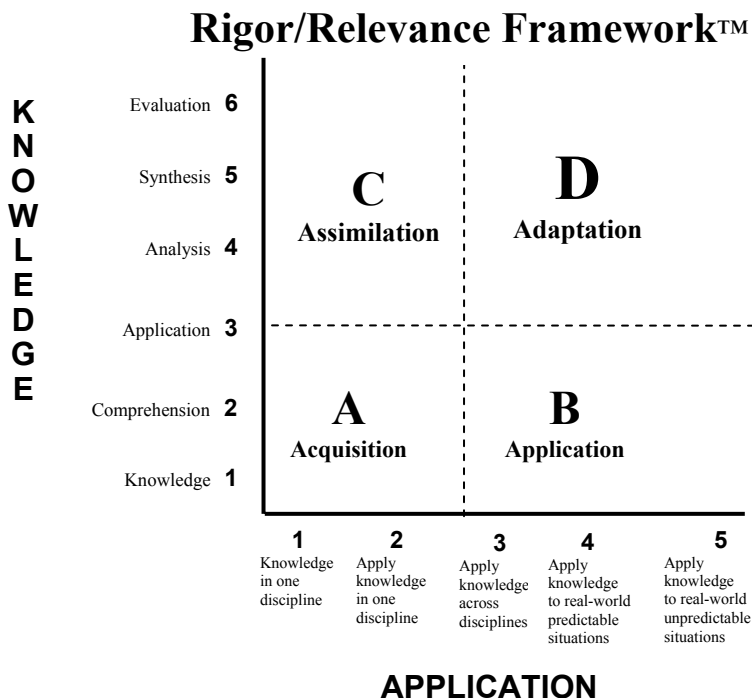 Rigor/Relevance Framework™
K
N
O
W
L
E
D
G
E
Evaluation 6
Synthesis 5
Analysis 4
Application 3
Comprehension 2
Knowledge 1
C
Assimilation
D
Adaptation
A
Acquisition
B
Application
1
Knowledge
in one
discipline
2
Apply
knowledge
in one
discipline
3
Apply
knowledge
across
disciplines
4
Apply
knowledge
to real-world
predictable
situations
5
Apply
knowledge
to real-world
unpredictable
situations
APPLICATION